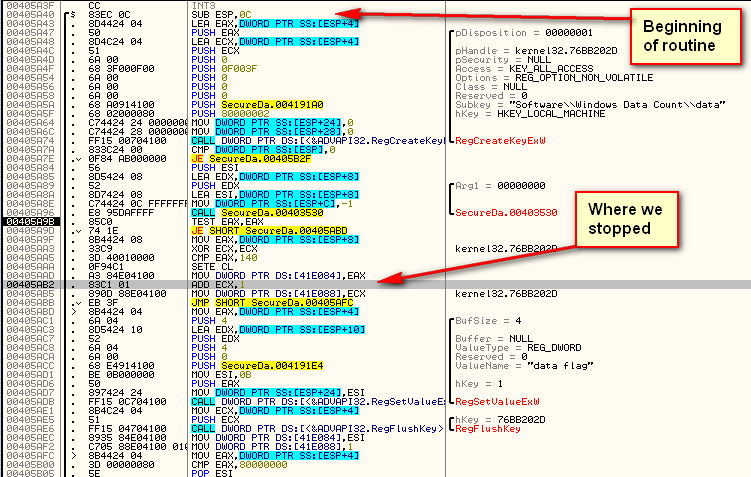 00405A3F CC INT3
00405A40 $ 83EC 0C SUB ESP,0C
00405A43 . 8D4424 04 LEA EAX,DWORD PTR SS:[ESP+4]
00405A47 . 50 PUSH EAX pDisposition = 00000001
00405A48 . 8D4C24 04 LEA ECX,DWORD PTR SS:[ESP+4]
00405A4C . 51 PUSH ECX pHandle = kernel32.76BB202D
00405A4D . 6A 00 PUSH 0 pSecurity = NULL
00405A4F . 68 3F000F00 PUSH 0F003F Access = KEY_ALL_ACCESS
00405A54 . 6A 00 PUSH 0 Options = REG_OPTION_NON_VOLATILE
00405A56 . 6A 00 PUSH 0 Class = NULL
00405A58 . 6A 00 PUSH 0 Reserved = 0
00405A5A . 68 A0914100 PUSH SecureDa.004191A0 Subkey = "Software\\Windows Data Count\\data"
00405A5F . 68 02000080 PUSH 80000002 hKey = HKEY_LOCAL_MACHINE
00405A64 . C74424 24 0000000 MOV DWORD PTR SS:[ESP+24],0
00405A6C . C74424 28 0000000 MOV DWORD PTR SS:[ESP+28],0
00405A74 . FF15 00704100 CALL DWORD PTR DS:[<&ADVAPI32.RegCreateKey RegCreateKeyExW
00405A7A . 833C24 00 CMP DWORD PTR SS:[ESP],0
00405A7E . 0F84 AB000000 JE SecureDa.00405B2F
00405A84 . 56 PUSH ESI
00405A85 . 8D5424 08 LEA EDX,DWORD PTR SS:[ESP+8]
00405A89 . 52 PUSH EDX Arg1 = 00000000
00405A8A . 8D7424 08 LEA ESI,DWORD PTR SS:[ESP+8]
00405A8E . C74424 0C FFFFFFF MOV DWORD PTR SS:[ESP+C],-1
00405A96 . E8 95DAFFFF CALL SecureDa.00403530 SecureDa.00403530
00405A9B . 85C0 TEST EAX,EAX
00405A9D . 74 1E JE SHORT SecureDa.00405ABD
00405A9F . 8B4424 08 MOV EAX,DWORD PTR SS:[ESP+8]
00405AA3 . 33C9 XOR ECX,ECX kernel32.76BB202D
00405AA5 . 3D 40010000 CMP EAX,140
00405AAA . 0F94C1 SETE CL
00405AAD . A3 84E04100 MOV DWORD PTR DS:[41E084],EAX
00405AB2 . 83C1 01 ADD ECX,1
00405AB5 . 890D 88E04100 MOV DWORD PTR DS:[41E088],ECX kernel32.76BB202D
00405ABB . EB 3F JMP SHORT SecureDa.00405AFC
00405ABD > 8B4424 04 MOV EAX,DWORD PTR SS:[ESP+4]
00405AC1 . 6A 04 PUSH 4 BufSize = 4
00405AC3 . 8D5424 10 LEA EDX,DWORD PTR SS:[ESP+10]
00405AC7 . 52 PUSH EDX Buffer = NULL
00405AC8 . 6A 04 PUSH 4 ValueType = REG_DWORD
00405ACA . 6A 00 PUSH 0 Reserved = 0
00405ACC . 68 E4914100 PUSH SecureDa.004191E4 ValueName = "data flag"
00405AD1 . BE 0B000000 MOV ESI,0B
00405AD6 . 50 PUSH EAX hKey = 1
00405AD7 . 897424 24 MOV DWORD PTR SS:[ESP+24],ESI
00405ADB . FF15 0C704100 CALL DWORD PTR DS:[<&ADVAPI32.RegSetValueE RegSetValueExW
00405AE1 . 8B4C24 04 MOV ECX,DWORD PTR SS:[ESP+4]
00405AE5 . 51 PUSH ECX hKey = 76BB202D
00405AE6 . FF15 04704100 CALL DWORD PTR DS:[<&ADVAPI32.RegFlushKey> RegFlushKey
00405AEC . 8935 84E04100 MOV DWORD PTR DS:[41E084],ESI
00405AF2 . C705 88E04100 010 MOV DWORD PTR DS:[41E088],1
00405AFC > 8B4424 04 MOV EAX,DWORD PTR SS:[ESP+4]
00405B00 . 3D 00000080 CMP EAX,80000000
00405B05 . 5E POP ESI
Beginning
of routine
Where we
stopped